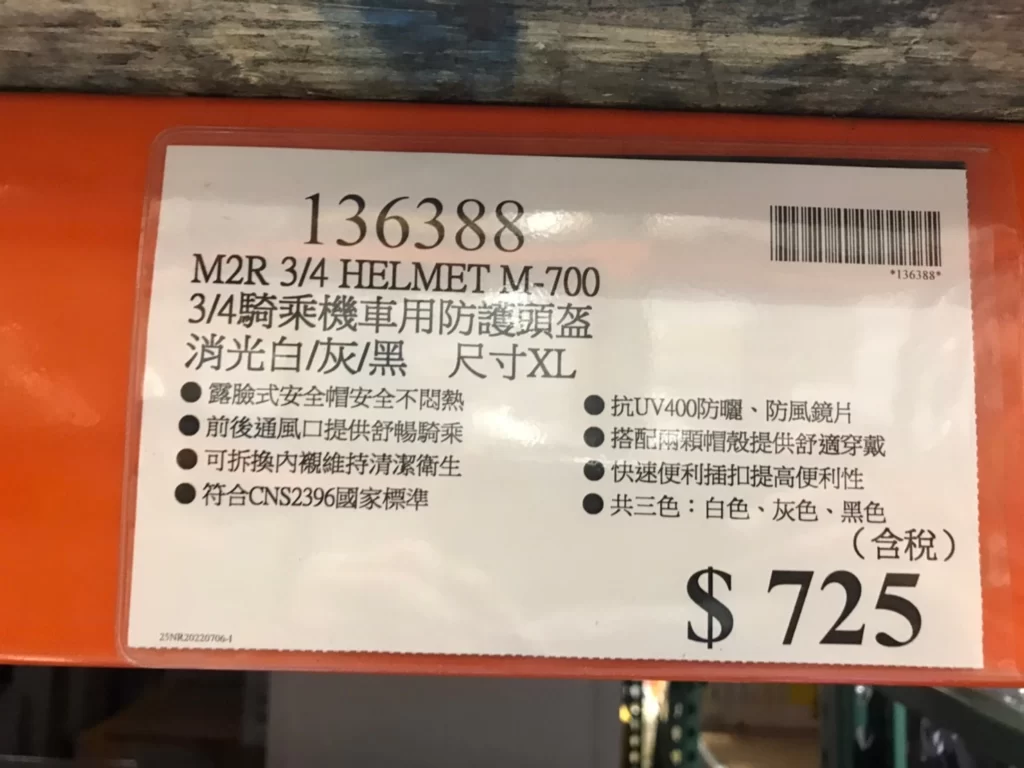 136388
*136388*
M2R 3/4 HELMET M-700
3/4騎乘機車用防護頭盔
消光白/灰/黑 尺寸XL
●露臉式安全帽安全不悶熱
●前後通風口提供舒暢騎乘
●可拆換內襯維持清潔衛生
●符合CNS2396國家標準
●抗UV400防曬、防風鏡片
●搭配兩顆帽殼提供舒適穿戴
●快速便利插扣提高便利性
●共三色：白色、灰色、黑色
（含稅）
$ 725
25NR20220706-1